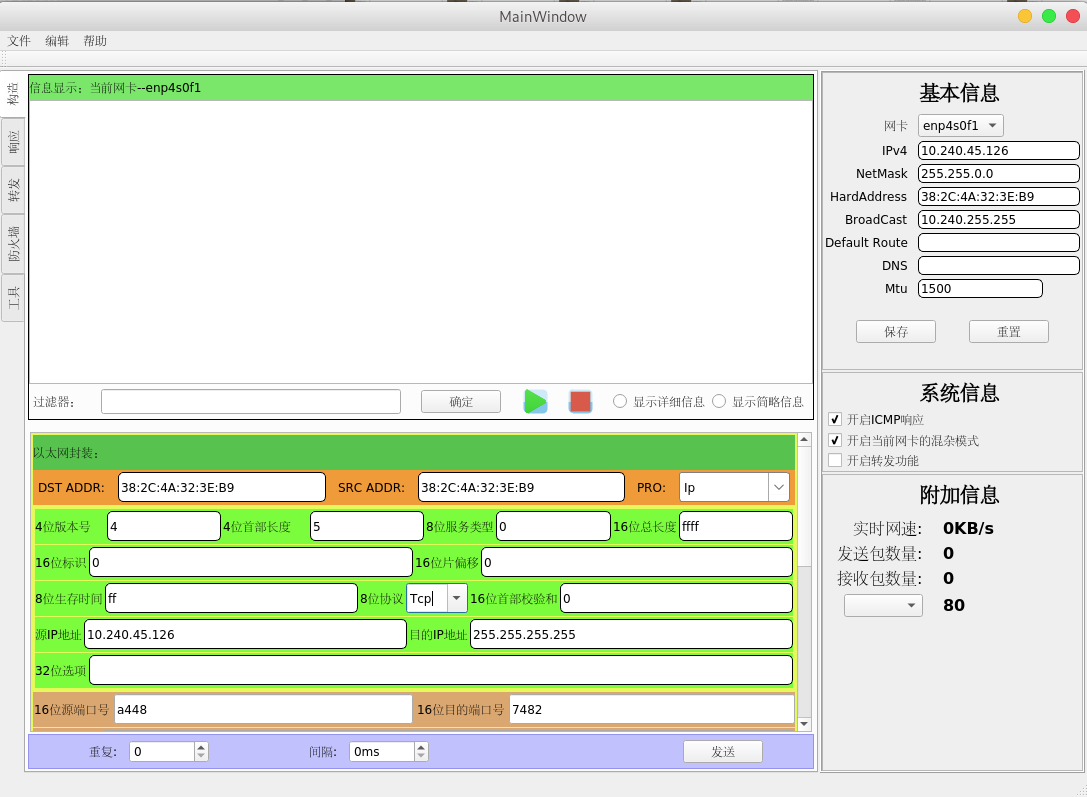 MainWindow
文件 编辑 帮助
构造
响应
转发
防火墙
工具
信息显示：当前网卡--enp4s0f1
过滤器：
确定
显示详细信息 显示简略信息
以太网封装：
DST ADDR: 38:2C:4A:32:3E:B9 SRC ADDR: 38:2C:4A:32:3E:B9 PRO: Ip
4位版本号 4 4位首部长度 5 8位服务类型 0 16位总长度 ffff
16位标识 0 16位片偏移 0
8位生存时间 ff 8位协议 Tcp 16位首部校验和 0
源IP地址 10.240.45.126 目的IP地址 255.255.255.255
32位选项
16位源端口号 a448 16位目的端口号 7482
重复: 0 间隔: 0ms 发送
基本信息
网卡 enp4s0f1
IPv4 10.240.45.126
NetMask 255.255.0.0
HardAddress 38:2C:4A:32:3E:B9
BroadCast 10.240.255.255
Default Route
DNS
Mtu 1500
保存 重置
系统信息
开启ICMP响应
开启当前网卡的混杂模式
开启转发功能
附加信息
实时网速: 0KB/s
发送包数量: 0
接收包数量: 0
80